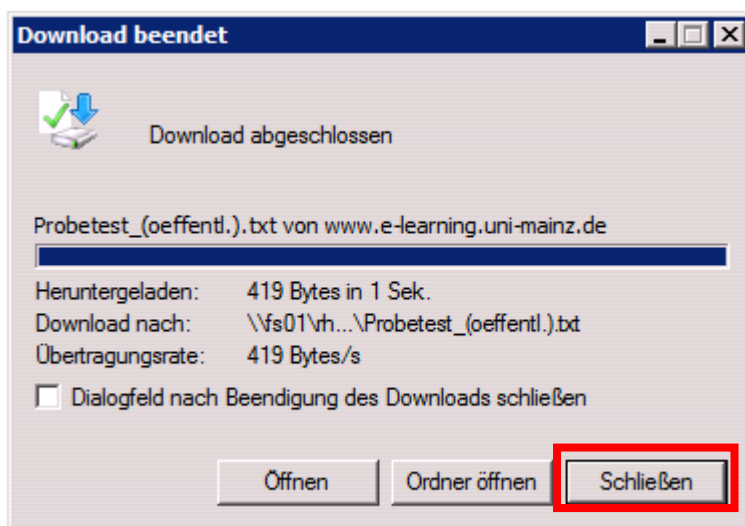 Download beendet
Download abgeschlossen
Probetest_(oeffentl.).txt von www.e-learning.uni-mainz.de
Heruntergeladen: 419 Bytes in 1 Sek.
Download nach: \\fs01\rh...\Probetest_(oeffentl.).txt
Übertragungsrate: 419 Bytes/s
Dialogfeld nach Beendigung des Downloads schließen
Öffnen Ordner öffnen Schließen